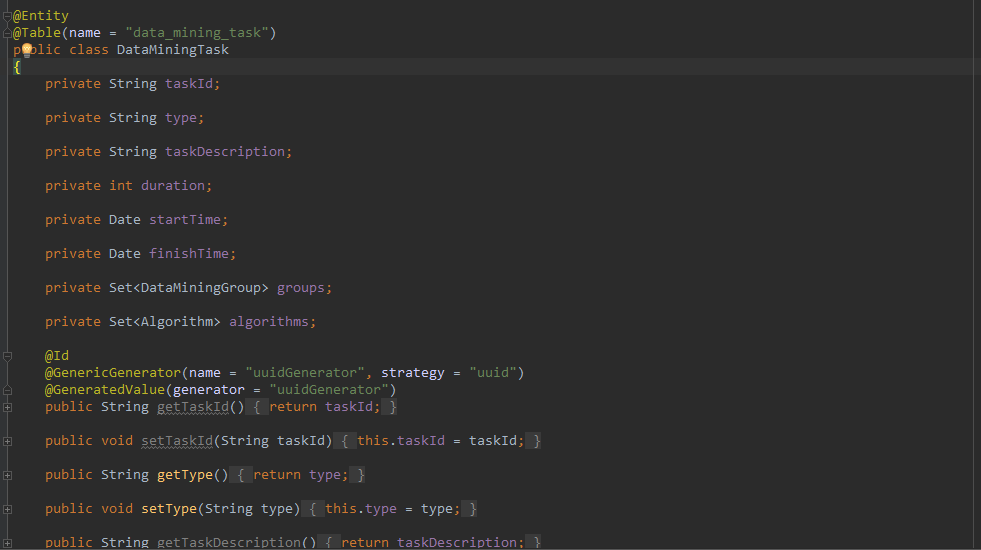 @Entity
@Table(name = "data_mining_task")
public class DataMiningTask
{
private String taskId;
private String type;
private String taskDescription;
private int duration;
private Date startTime;
private Date finishTime;
private Set<DataMiningGroup> groups;
private Set<Algorithm> algorithms;
@Id
@GenericGenerator(name = "uuidGenerator", strategy = "uuid")
@GeneratedValue(generator = "uuidGenerator")
public String getTaskId() { return taskId; }
public void setTaskId(String taskId) { this.taskId = taskId; }
public String getType() { return type; }
public void setType(String type) { this.type = type; }
public String getTaskDescription() { return taskDescription; }